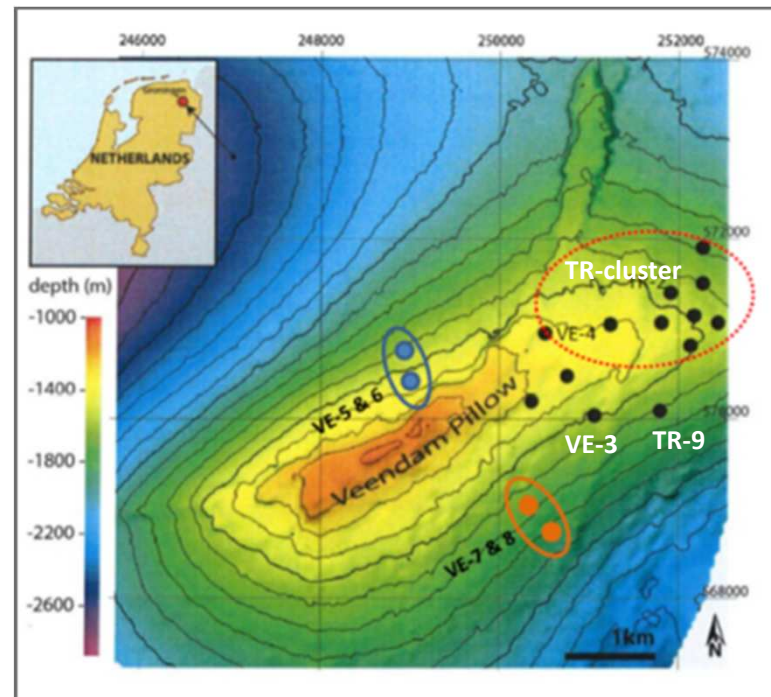 246000 248000 250000 252000
574000
Groningen
NETHERLANDS
572000
depth (m)
-1000
-1400
-1800
-2200
-2600
TR-cluster
TR-2
VE-4
VE-5 & 6
Veendam Pillow
570000
VE-3
TR-9
VE-7 & 8
568000
1km
N